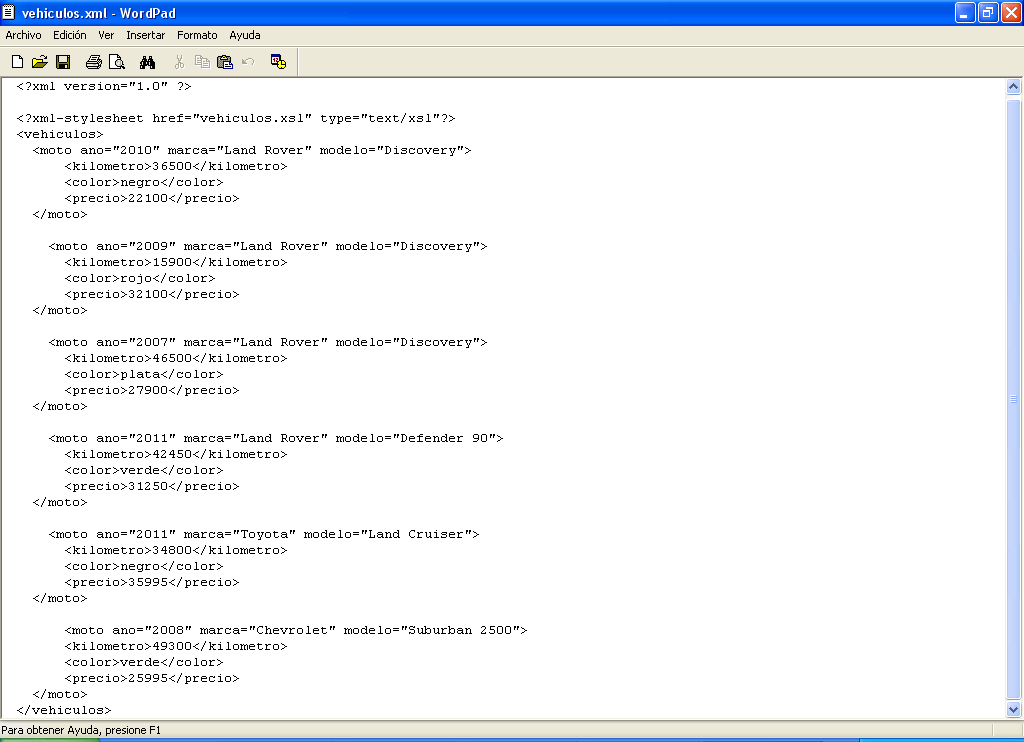 vehiculos.xml - WordPad
Archivo Edición Ver Insertar Formato Ayuda
<?xml version="1.0" ?>
<?xml-stylesheet href="vehiculos.xsl" type="text/xsl"?>
<vehiculos>
<moto ano="2010" marca="Land Rover" modelo="Discovery">
<kilometro>36500</kilometro>
<color>negro</color>
<precio>22100</precio>
</moto>
<moto ano="2009" marca="Land Rover" modelo="Discovery">
<kilometro>15900</kilometro>
<color>rojo</color>
<precio>32100</precio>
</moto>
<moto ano="2007" marca="Land Rover" modelo="Discovery">
<kilometro>46500</kilometro>
<color>plata</color>
<precio>27900</precio>
</moto>
<moto ano="2011" marca="Land Rover" modelo="Defender 90">
<kilometro>42450</kilometro>
<color>verde</color>
<precio>31250</precio>
</moto>
<moto ano="2011" marca="Toyota" modelo="Land Cruiser">
<kilometro>34800</kilometro>
<color>negro</color>
<precio>35995</precio>
</moto>
<moto ano="2008" marca="Chevrolet" modelo="Suburban 2500">
<kilometro>49300</kilometro>
<color>verde</color>
<precio>25995</precio>
</moto>
</vehiculos>
Para obtener Ayuda, presione F1